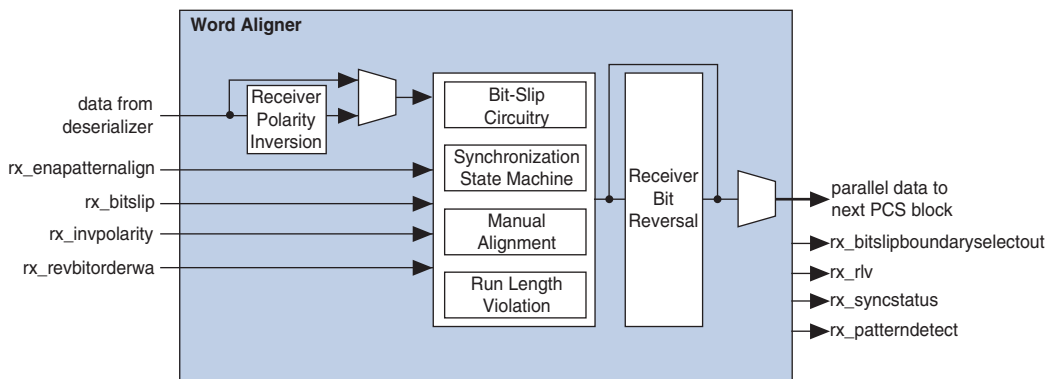 Word Aligner
data from
deserializer
Receiver
Polarity
Inversion
rx_enapatternalign
rx_bitslip
rx_invpolarity
rx_revbitorderwa
Bit-Slip
Circuitry
Synchronization
State Machine
Manual
Alignment
Run Length
Violation
Receiver
Bit
Reversal
parallel data to
next PCS block
rx_bitslipboundaryselectout
rx_rlv
rx_syncstatus
rx_patterndetect